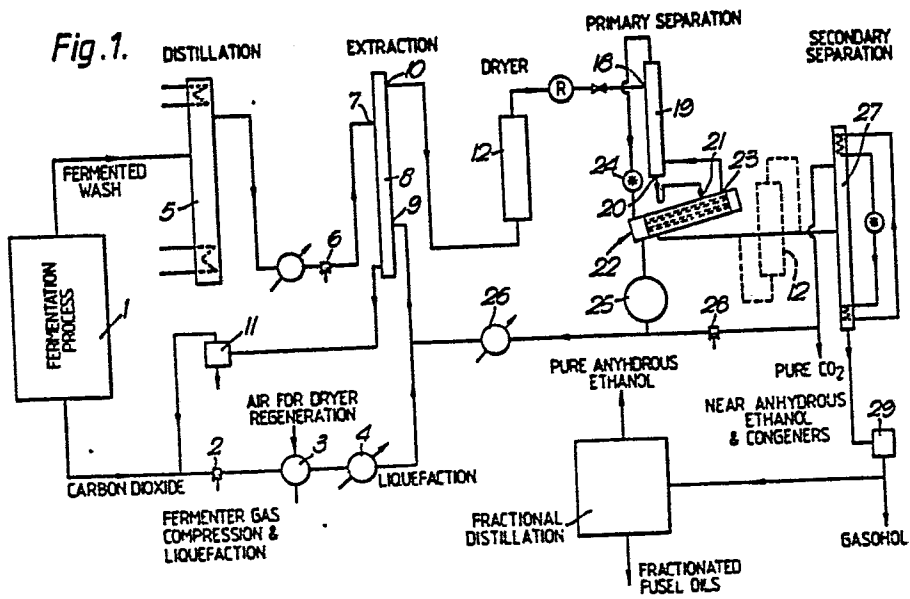 Fig.1.
DISTILLATION
EXTRACTION
PRIMARY SEPARATION
SECONDARY
SEPARATION
DRYER
10
18
7
R
19
27
12
21
23
8
24
FERMENTED
WASH
5
9
20
6
22
FERMENTATION
PROCESS
1
12
25
26
28
11
PURE ANYHDROUS
ETHANOL
PURE CO2
AIR FOR DRYER
REGENERATION
NEAR ANHYDROUS
ETHANOL
& CONGENERS
29
2
3
4
CARBON DIOXIDE
LIQUEFACTION
FERMENTER GAS
COMPRESSION &
LIQUEFACTION
FRACTIONAL
DISTILLATION
GASOHOL
FRACTIONATED
FUSEL OILS